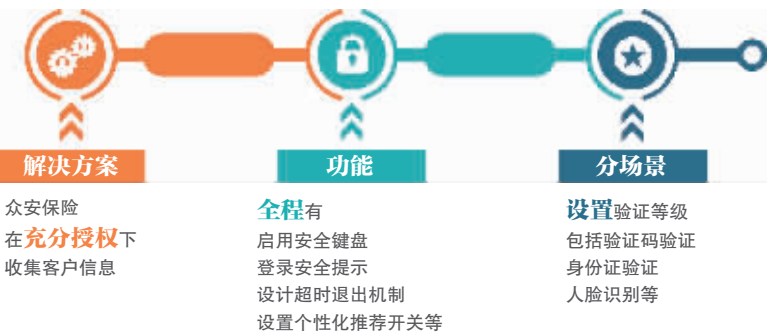 解决方案
众安保险
在充分授权下
收集客户信息
功能
全程有
启用安全键盘
登录安全提示
设计超时退出机制
设置个性化推荐开关等
分场景
设置验证等级
包括验证码验证
身份证验证
人脸识别等